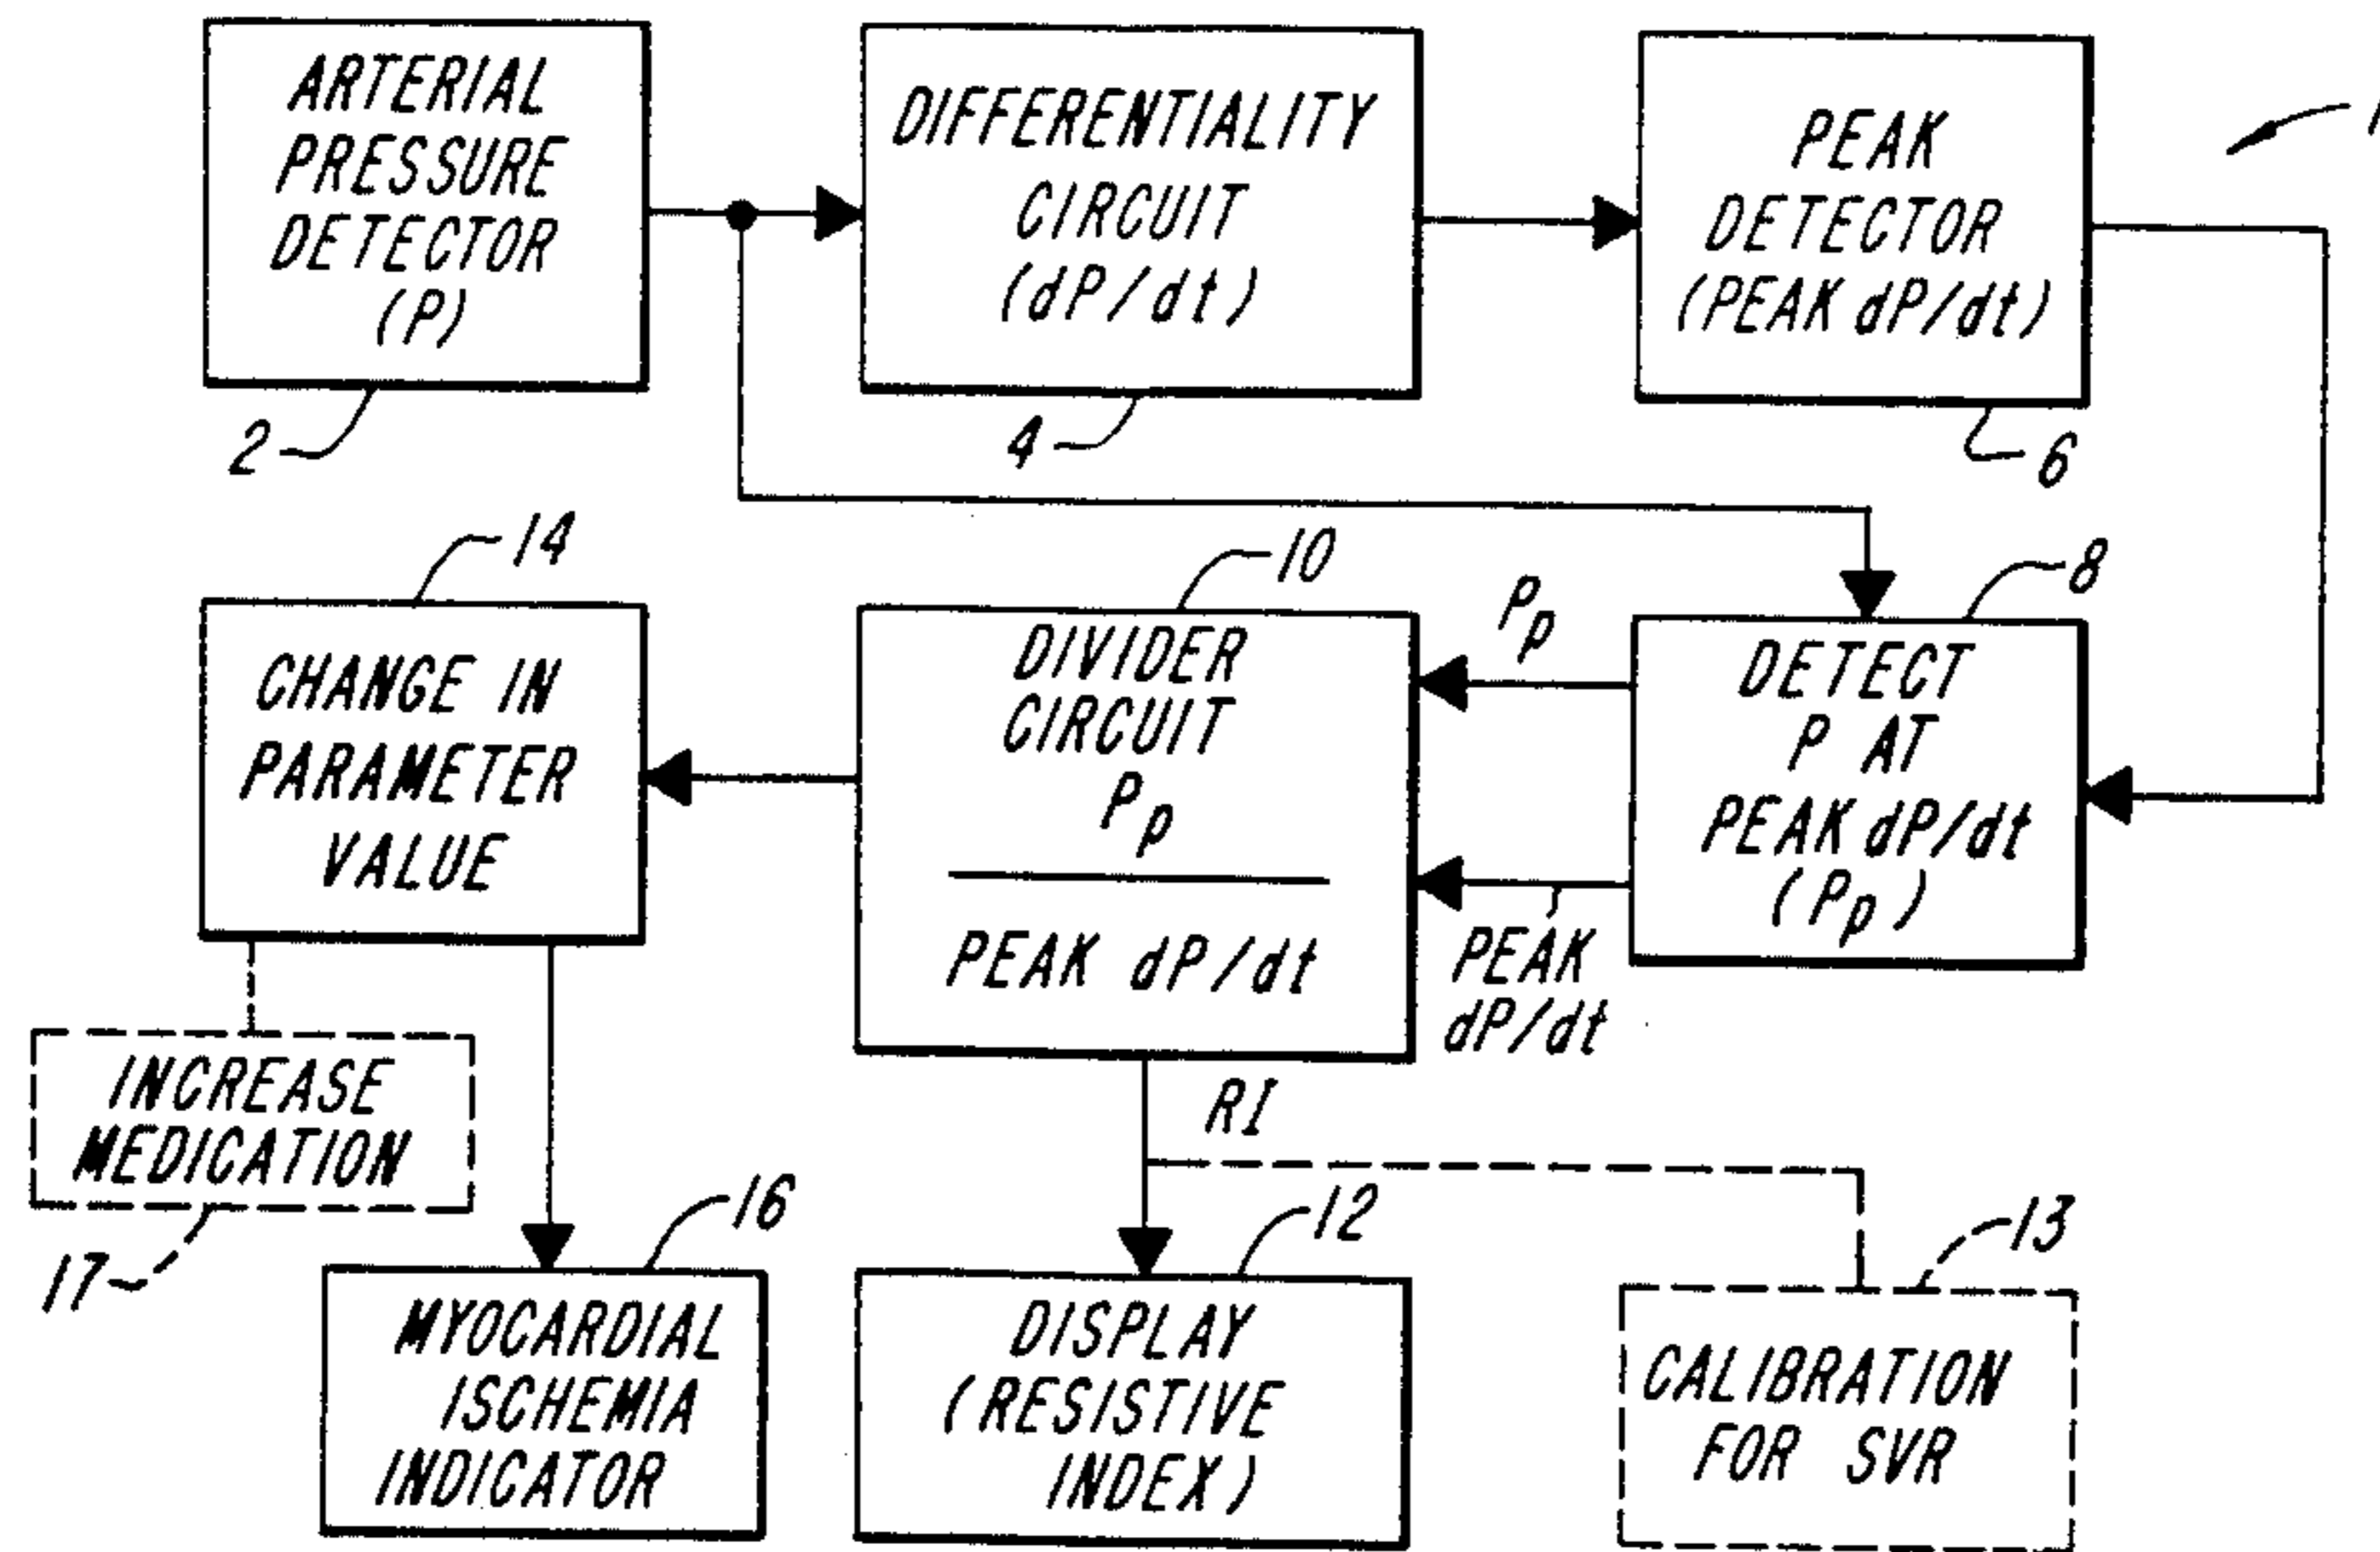 ARTERIAL
PRESSURE
DETECTOR
(P)
2
DIFFERENTIALITY
CIRCUIT
(dP/dt)
4
PEAK
DETECTOR
(PEAK dP/dt)
6
14
CHANGE IN
PARAMETER
VALUE
10
DIVIDER
CIRCUIT
Pp
PEAK dP/dt
Pp
PEAK
dP/dt
8
DETECT
P AT
PEAK dP/dt
(Pp)
INCREASE
MEDICATION
17
16
MYOCARDIAL
ISCHEMIA
INDICATOR
RI
12
DISPLAY
(RESISTIVE
INDEX)
13
CALIBRATION
FOR SVR